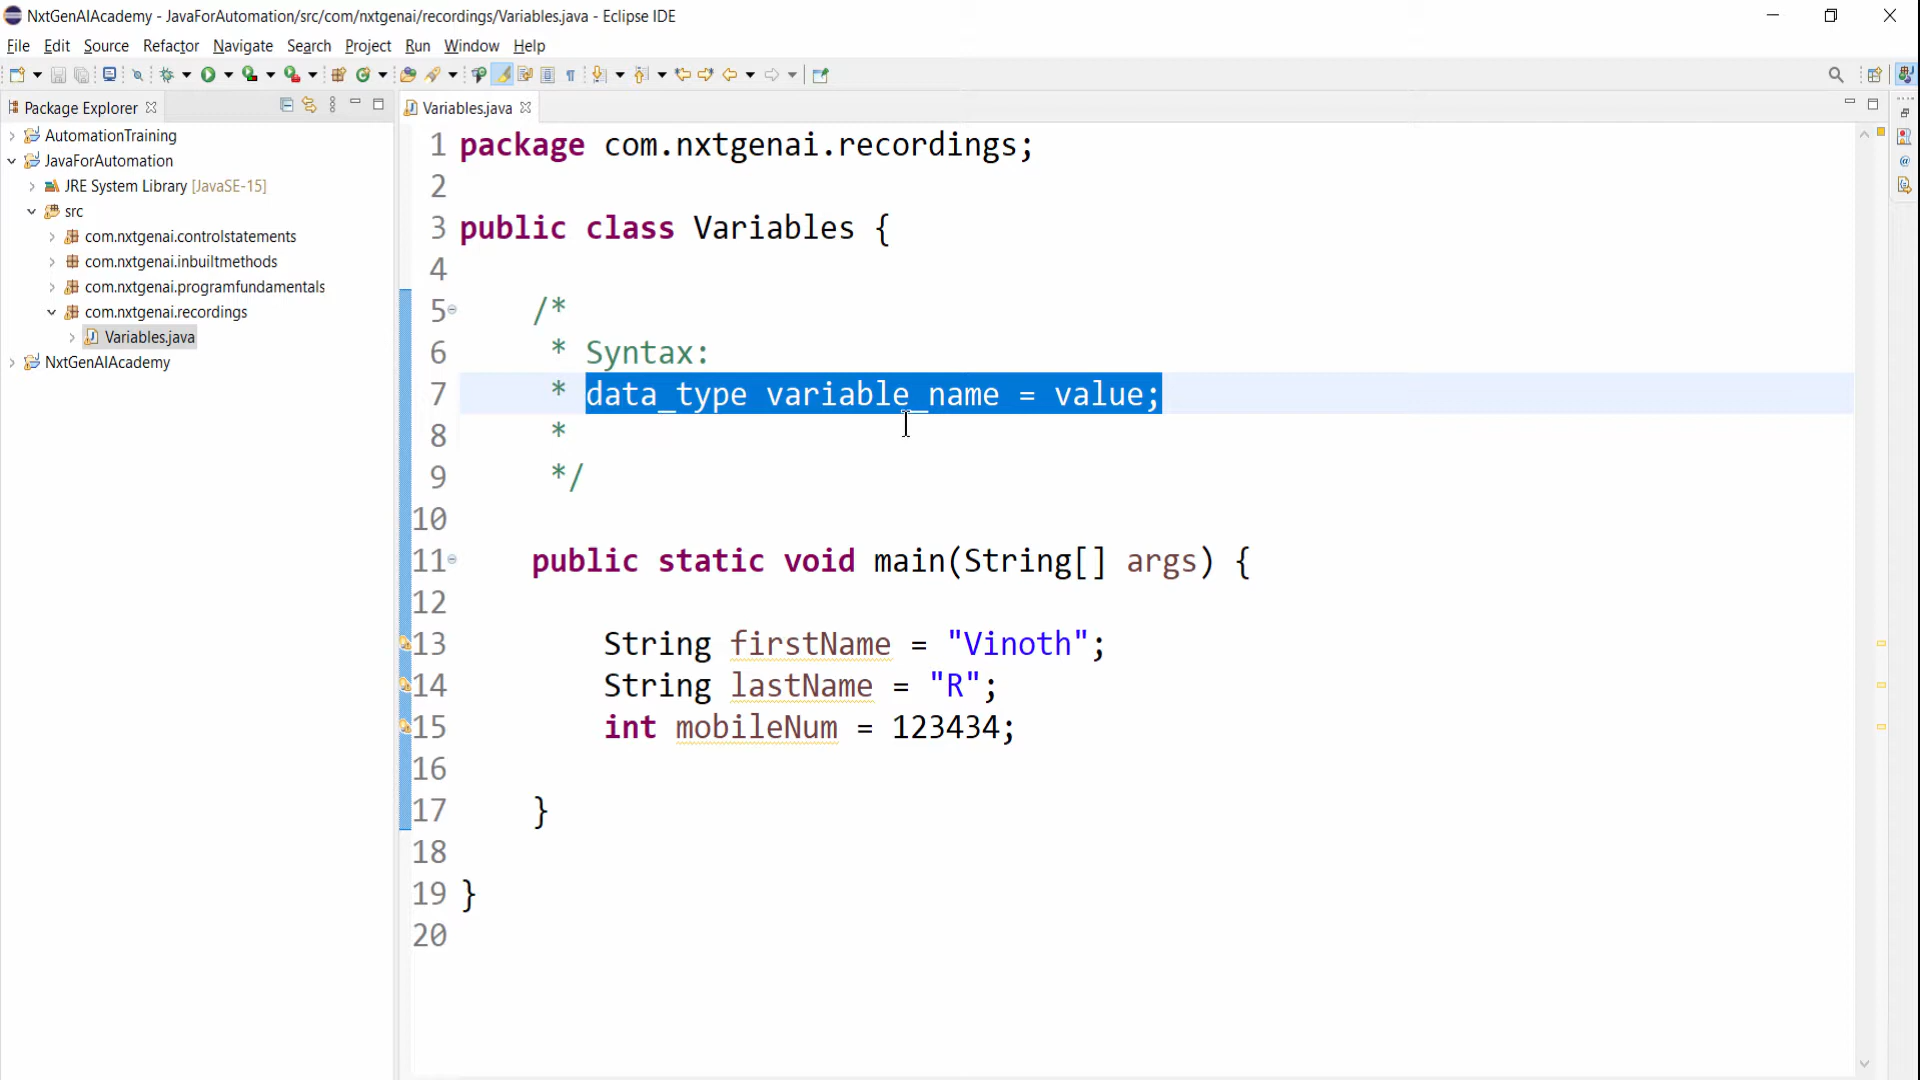 NxtGenAIAcademy - JavaForAutomation/src/com/nxtgenai/recordings/Variables.java - Eclipse IDE
File Edit Source Refactor Navigate Search Project Run Window Help
Package Explorer
AutomationTraining
JavaForAutomation
JRE System Library [JavaSE-15]
src
com.nxtgenai.controlstatements
com.nxtgenai.inbuiltmethods
com.nxtgenai.programfundamentals
com.nxtgenai.recordings
Variables.java
NxtGenAIAcademy
Variables.java
1 package com.nxtgenai.recordings;
2
3 public class Variables {
4
5 /*
6 * Syntax:
7 * data_type variable_name = value;
8 *
9 */
10
11 public static void main(String[] args) {
12
13 String firstName = "Vinoth";
14 String lastName = "R";
15 int mobileNum = 123434;
16
17 }
18
19 }
20